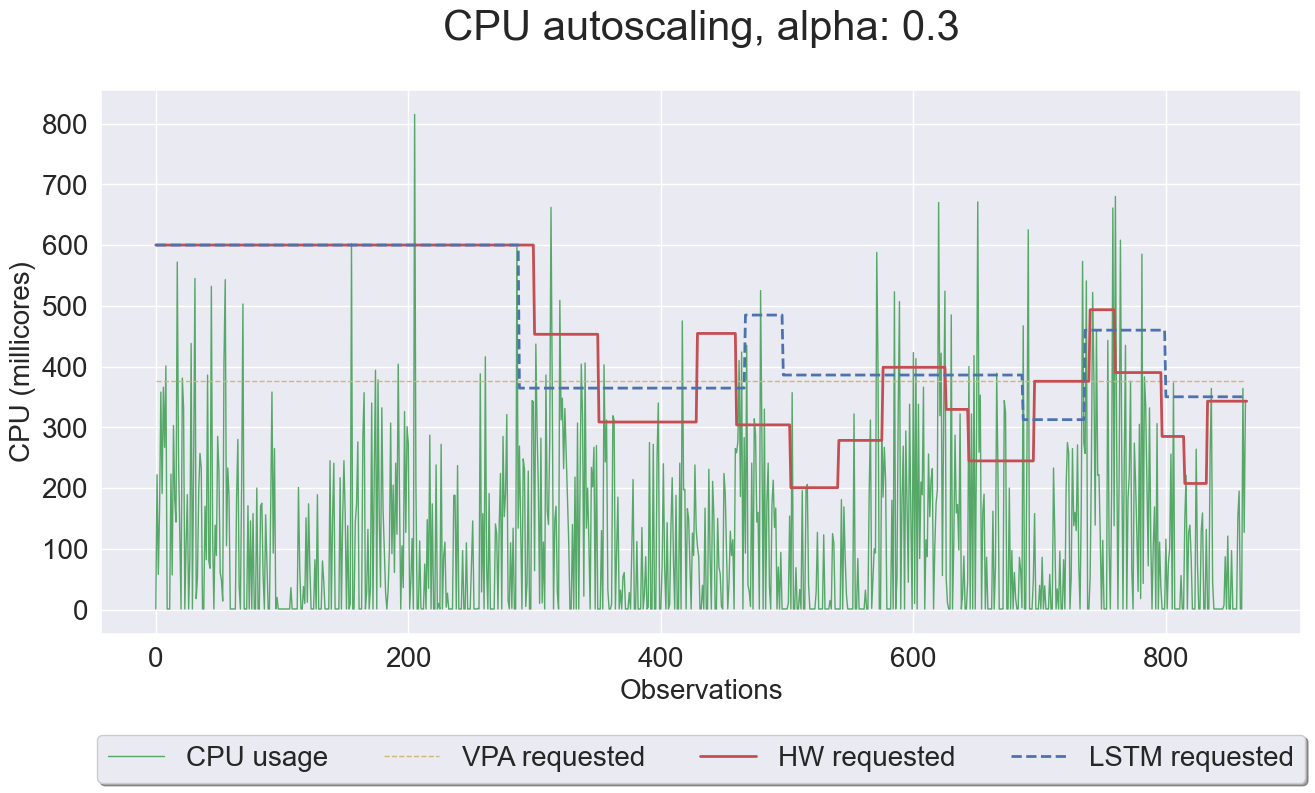 CPU autoscaling, alpha: 0.3
CPU (millicores)
800
700
600
500
400
300
200
100
0
0 200 400 600 800
Observations
CPU usage VPA requested HW requested LSTM requested